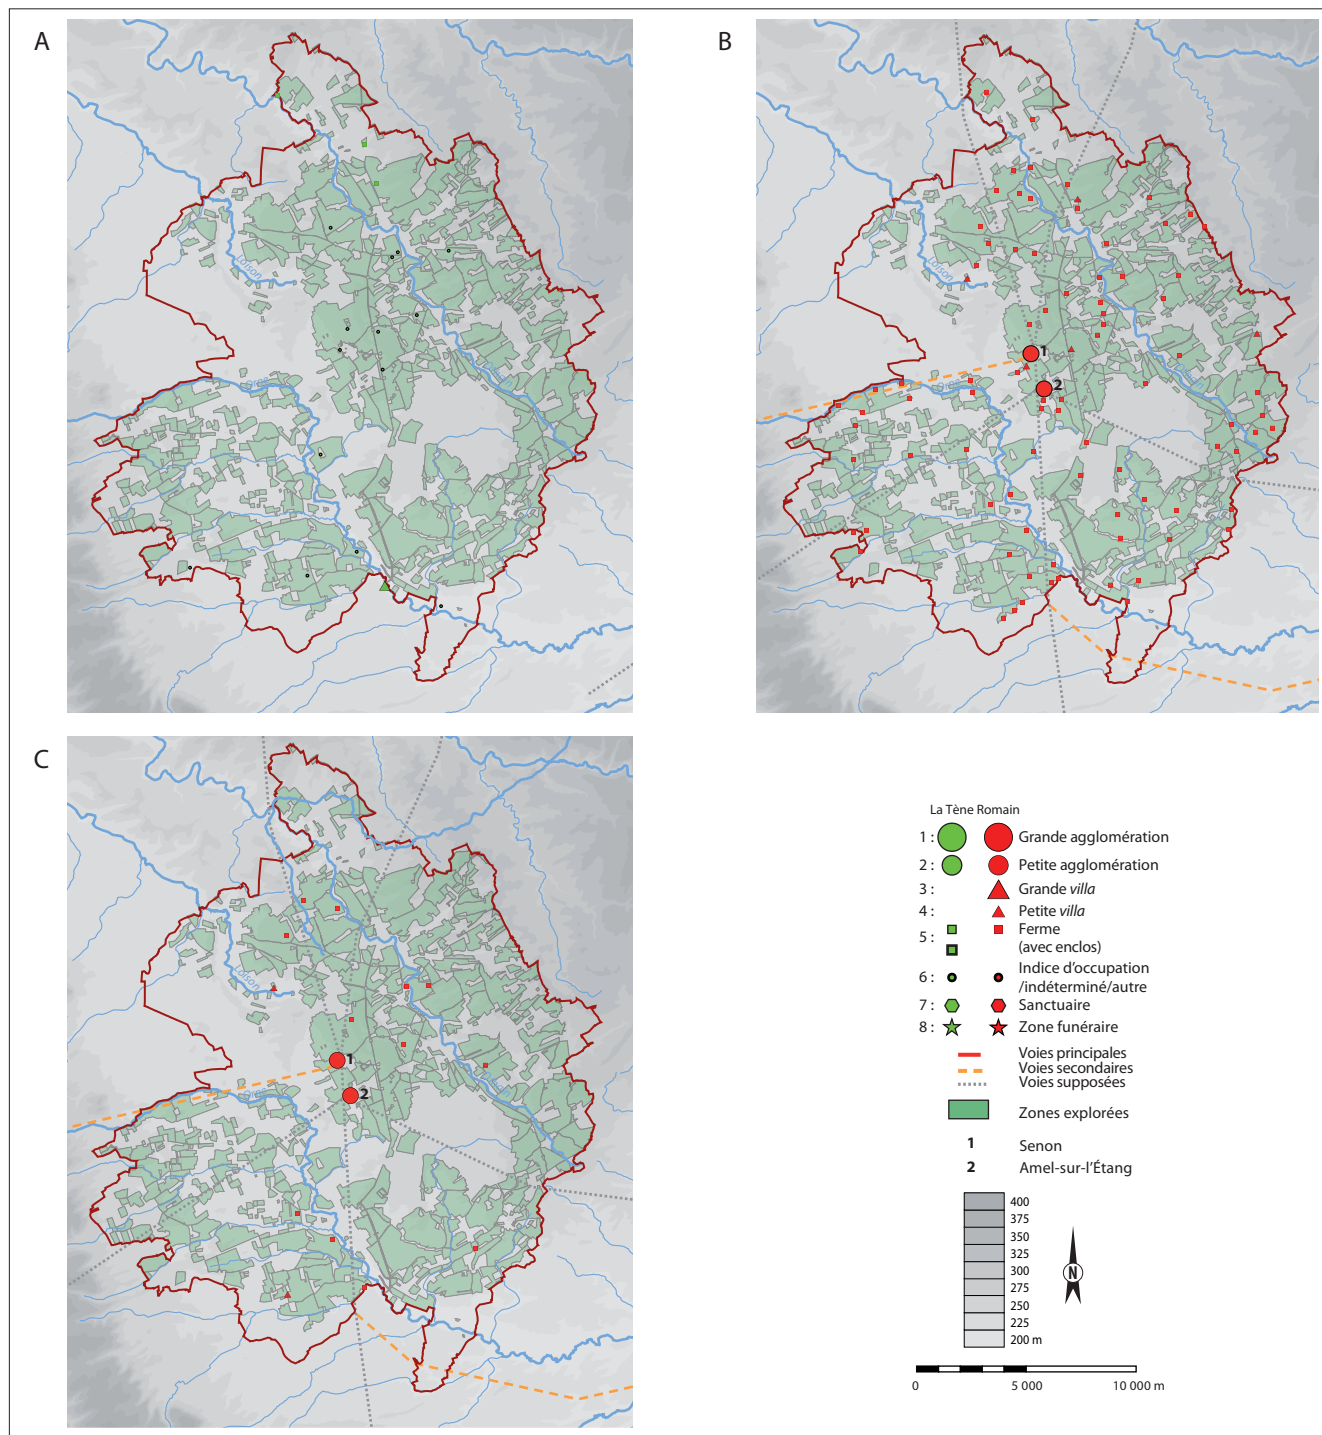 A
B
Loison
Orne
Loison
Orne
1
2
C
Loison
Orne
1
2
La Tène Romain
1 : Grande agglomération
2 : Petite agglomération
3 : Grande villa
4 : Petite villa
5 : Ferme
(avec enclos)
6 : Indice d'occupation
/indéterminé/autre
7 : Sanctuaire
8 : Zone funéraire
Voies principales
Voies secondaires
Voies supposées
Zones explorées
1 Senon
2 Amel-sur-l'Étang
400
375
350
325
300
275
250
225
200 m
N
0 5 000 10 000 m